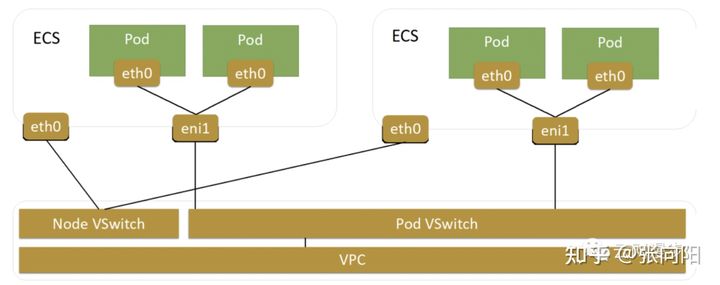 ECS
Pod
Pod
eth0
eth0
eth0
eni1
ECS
Pod
Pod
eth0
eth0
eth0
eni1
Node VSwitch
Pod VSwitch
VPC
知乎 @张向阳